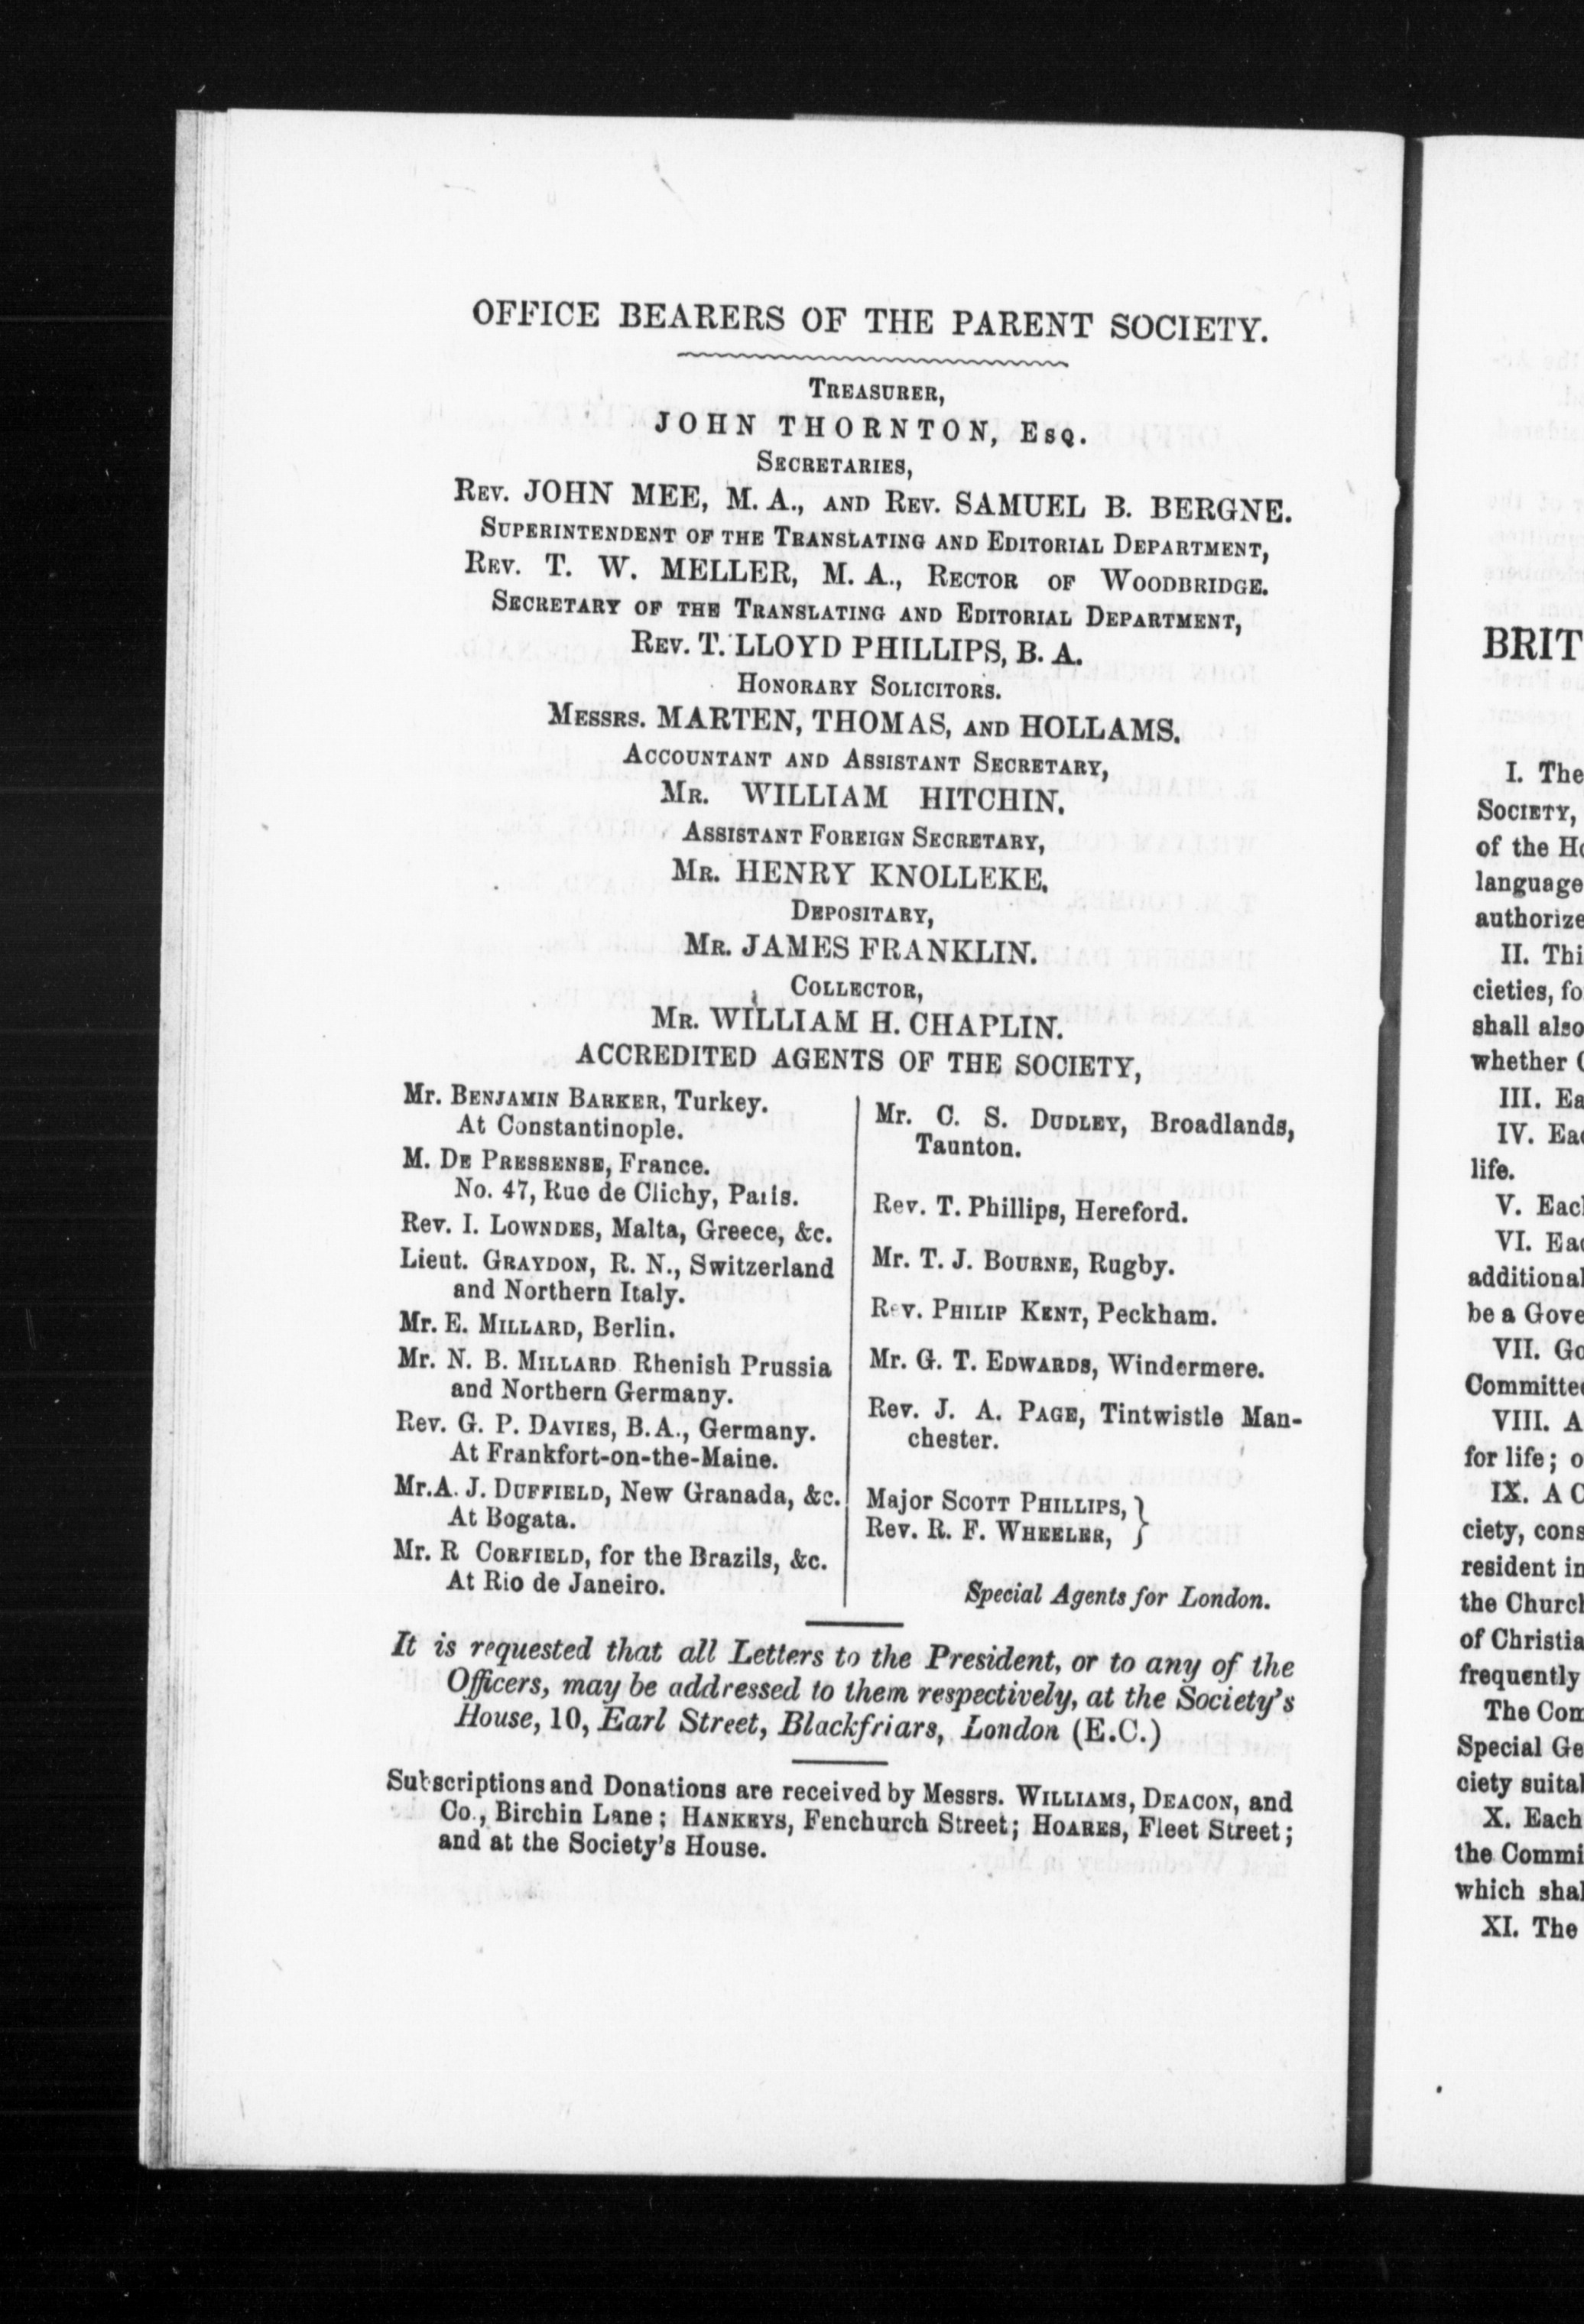 OFFICE BEARERS OF THE PARENT SOCIETY.
TREASURER,
JOHN THORNTON, ESQ.
SECRETARIES,
REV. JOHN MEE, M. A., AND REV. SAMUEL B. BERGNE.
SUPERINTENDENT OF THE TRANSLATING AND EDITORIAL DEPARTMENT,
REV. T. W. MELLER, M. A., RECTOR OF WOODBRIDGE.
SECRETARY OF THE TRANSLATING AND EDITORIAL DEPARTMENT,
REV. T. LLOYD PHILLIPS, B. A.
HONORARY SOLICITORS.
MESSRS. MARTEN, THOMAS, AND HOLLAMS.
ACCOUNTANT AND ASSISTANT SECRETARY,
MR. WILLIAM HITCHIN.
ASSISTANT FOREIGN SECRETARY,
MR. HENRY KNOLLEKE.
DEPOSITARY,
MR. JAMES FRANKLIN.
COLLECTOR,
MR. WILLIAM H. CHAPLIN.
ACCREDITED AGENTS OF THE SOCIETY,
Mr. BENJAMIN BARKER, Turkey.
At Constantinople.
M. DE PRESSENSE, France.
No. 47, Rue de Clichy, Paris.
Rev. I. LOWNDES, Malta, Greece, &c.
Lieut. GRAYDON, R. N., Switzerland
and Northern Italy.
Mr. E. MILLARD, Berlin.
Mr. N. B. MILLARD Rhenish Prussia
and Northern Germany.
Rev. G. P. DAVIES, B.A., Germany.
At Frankfort-on-the-Maine.
Mr. A. J. DUFFIELD, New Granada, &c.
At Bogata.
Mr. R CORFIELD, for the Brazils, &c.
At Rio de Janeiro.
Mr. C. S. DUDLEY, Broadlands,
Taunton.
Rev. T. Phillips, Hereford.
Mr. T. J. BOURNE, Rugby.
Rev. PHILIP KENT, Peckham.
Mr. G. T. EDWARDS, Windermere.
Rev. J. A. PAGE, Tintwistle Man-
chester.
Major SCOTT PHILLIPS, }
Rev. R. F. WHEELER, }
Special Agents for London.
It is requested that all Letters to the President, or to any of the
Officers, may be addressed to them respectively, at the Society's
House, 10, Earl Street, Blackfriars, London (E.C.)
Subscriptions and Donations are received by Messrs. WILLIAMS, DEACON, and
Co., Birchin Lane; HANKEYS, Fenchurch Street; HOARES, Fleet Street;
and at the Society's House.
BRIT
I. The
SOCIETY,
of the Ho
language
authorize
II. Thi
cieties, fo
shall also
whether
III. Ea
IV. Eac
life.
V. Each
VI. Eac
additional
be a Gove
VII. Go
Committee
VIII. A
for life; o
IX. A C
ciety, cons
resident in
the Church
of Christia
frequently
The Com
Special Ge
ciety suital
X. Each
the Commi
which shal
XI. The